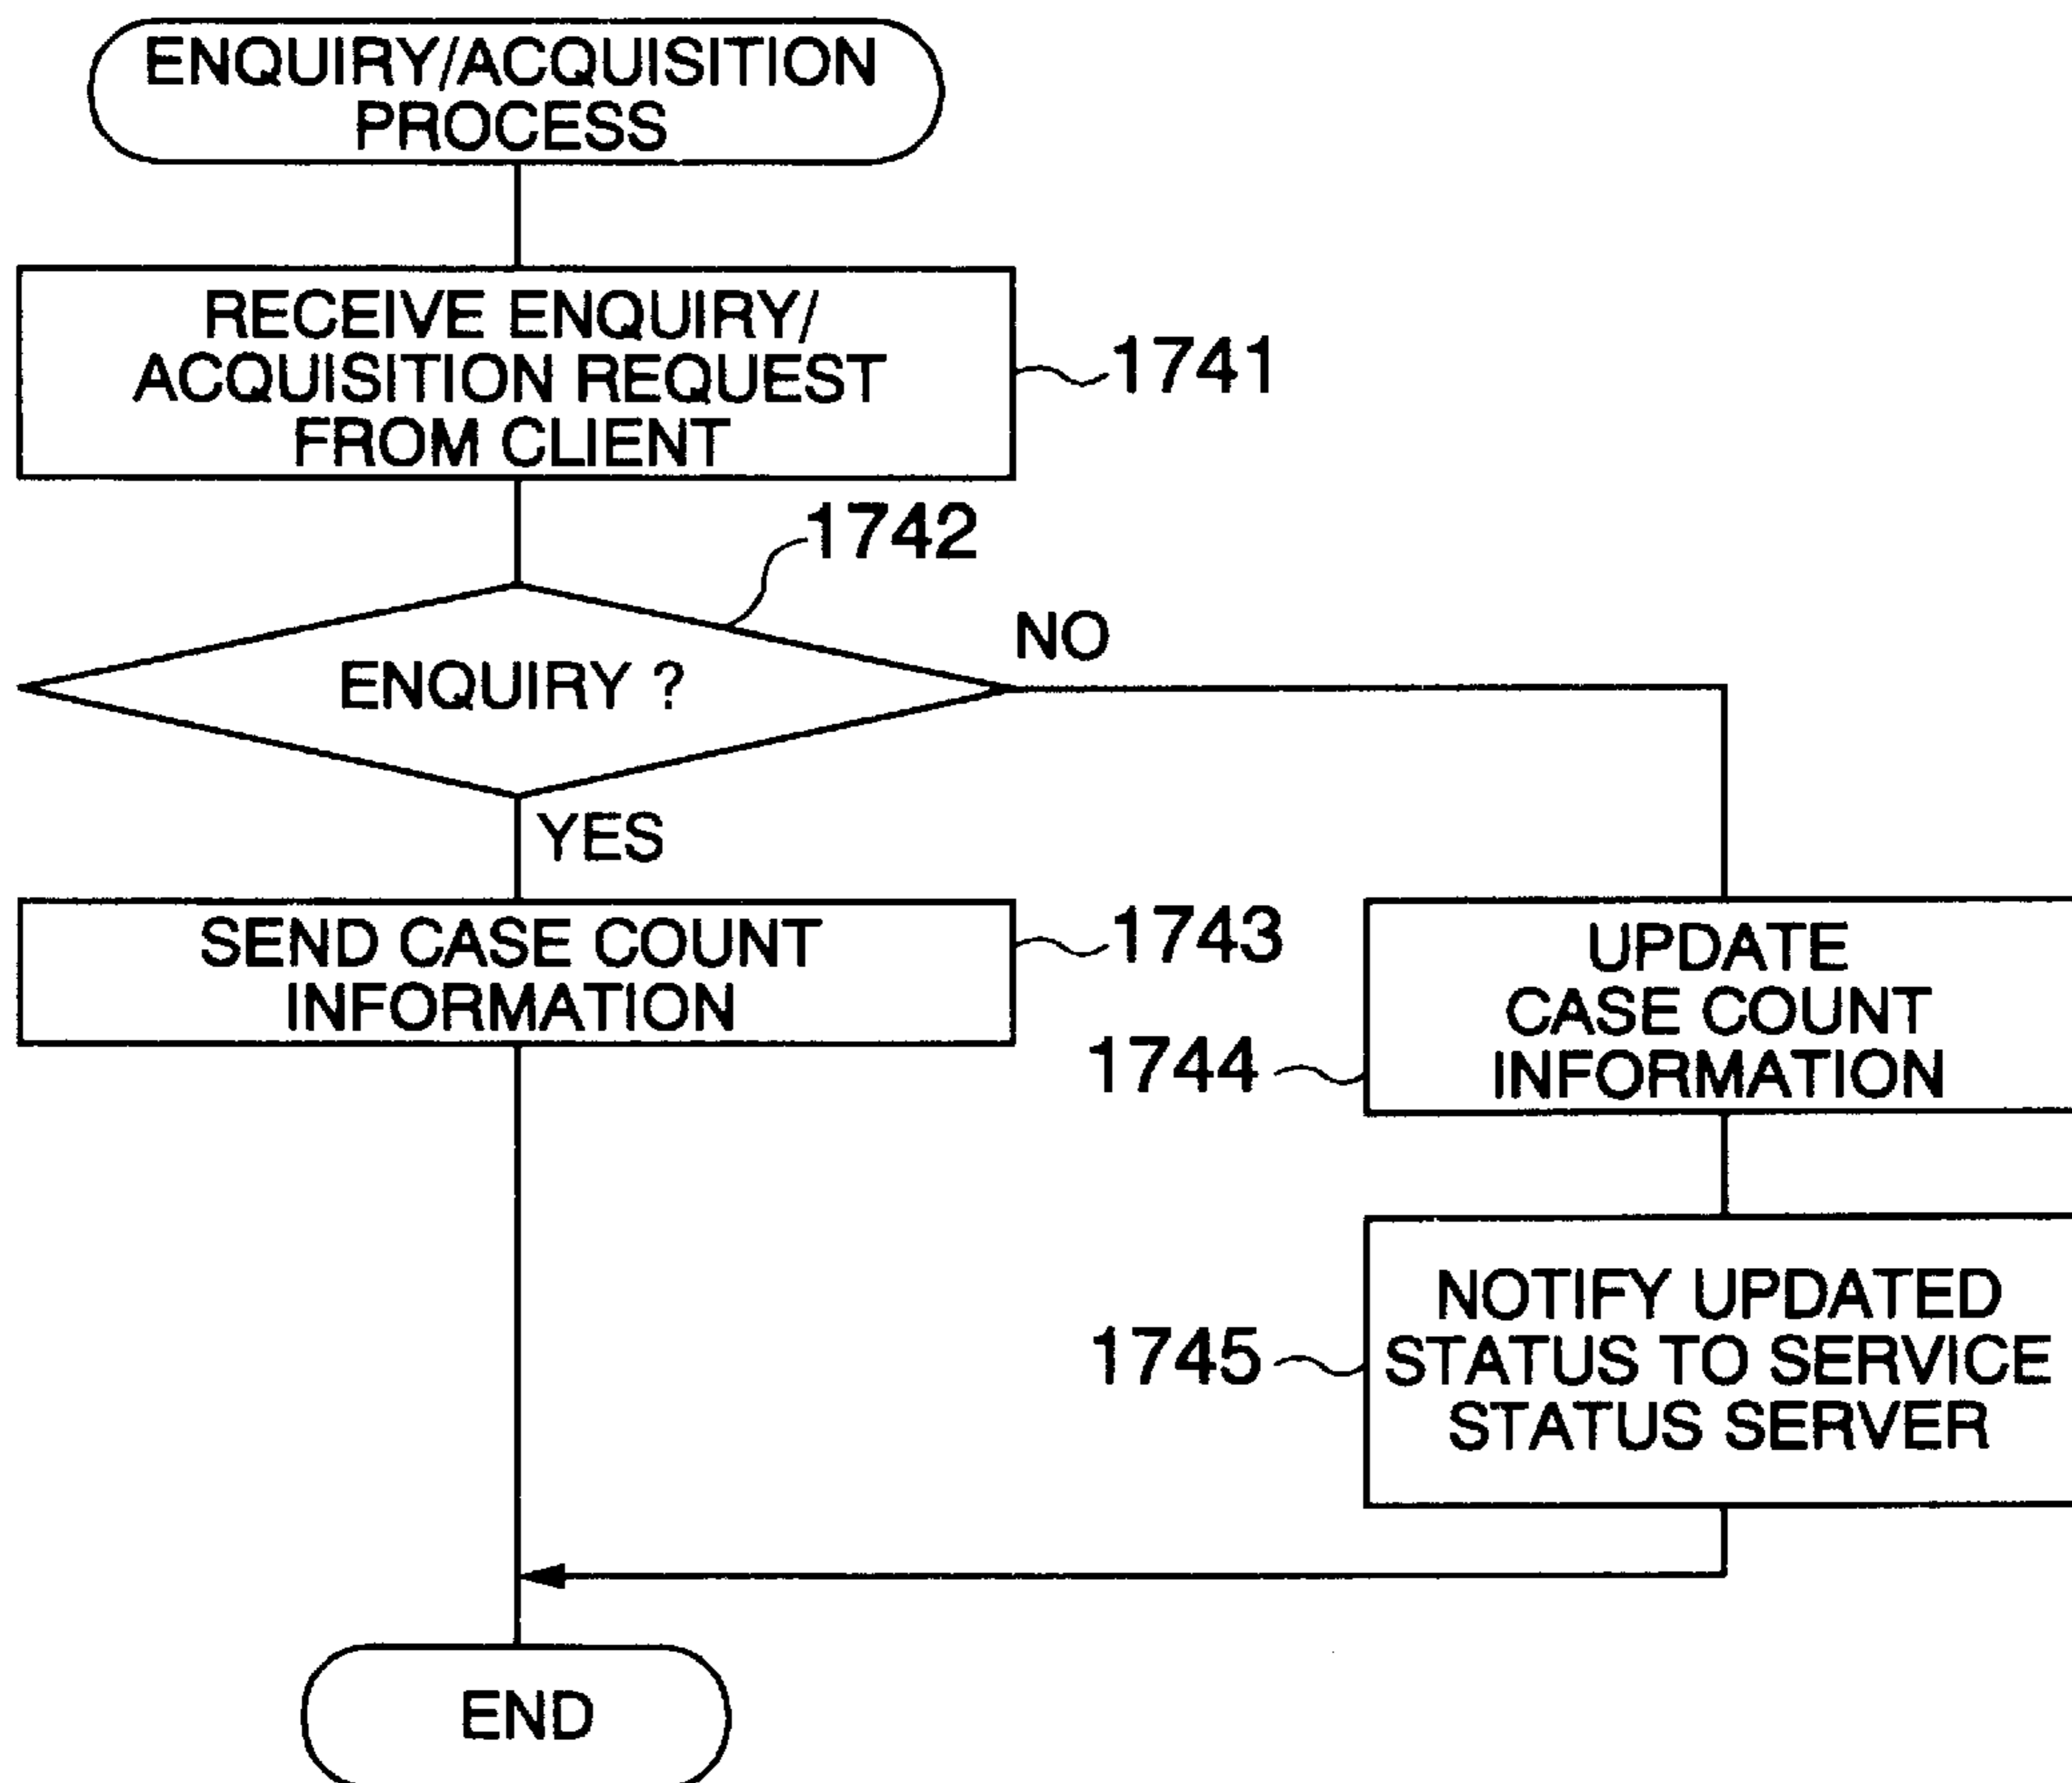 ENQUIRY/ACQUISITION
PROCESS
RECEIVE ENQUIRY/
ACQUISITION REQUEST
FROM CLIENT
1741
1742
ENQUIRY ?
NO
YES
SEND CASE COUNT
INFORMATION
1743
UPDATE
CASE COUNT
INFORMATION
1744
NOTIFY UPDATED
STATUS TO SERVICE
STATUS SERVER
1745
END